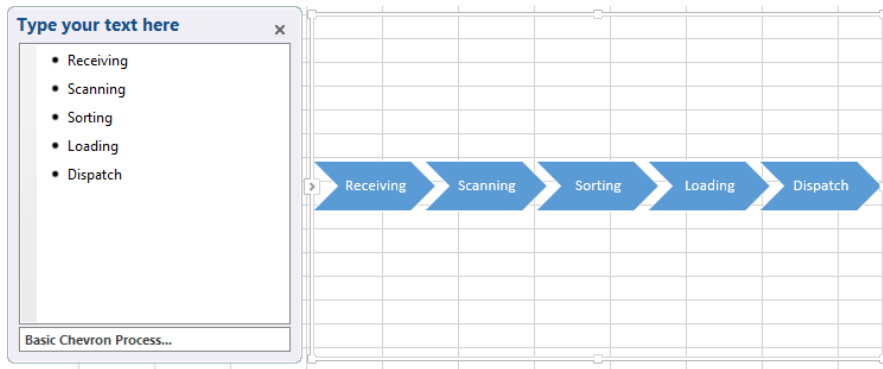 Type your text here
Receiving
Scanning
Sorting
Loading
Dispatch
Basic Chevron Process...
Receiving Scanning Sorting Loading Dispatch